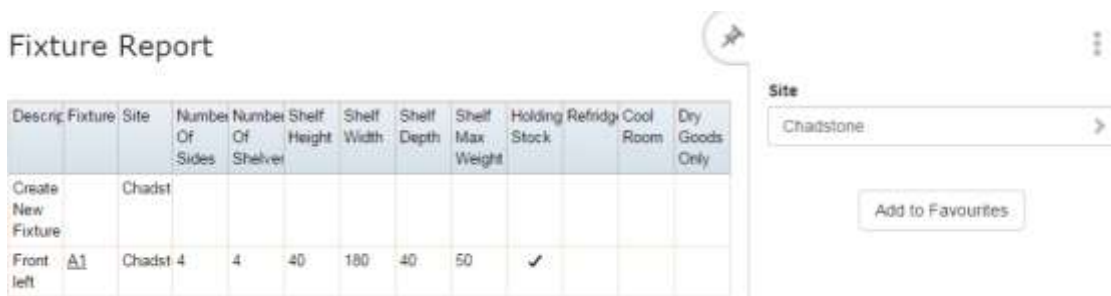 Fixture Report
Site
Chadstone
Add to Favourites
Descrip Fixture Site Number Number Shelf Shelf Shelf Shelf Holding Refridge Cool Dry
Of Of Height Width Depth Max Stock Room Goods
Sides Shelves Weight Only
Create Chadst
New
Fixture
Front A1 Chadst 4 4 40 180 40 50 ✓
left